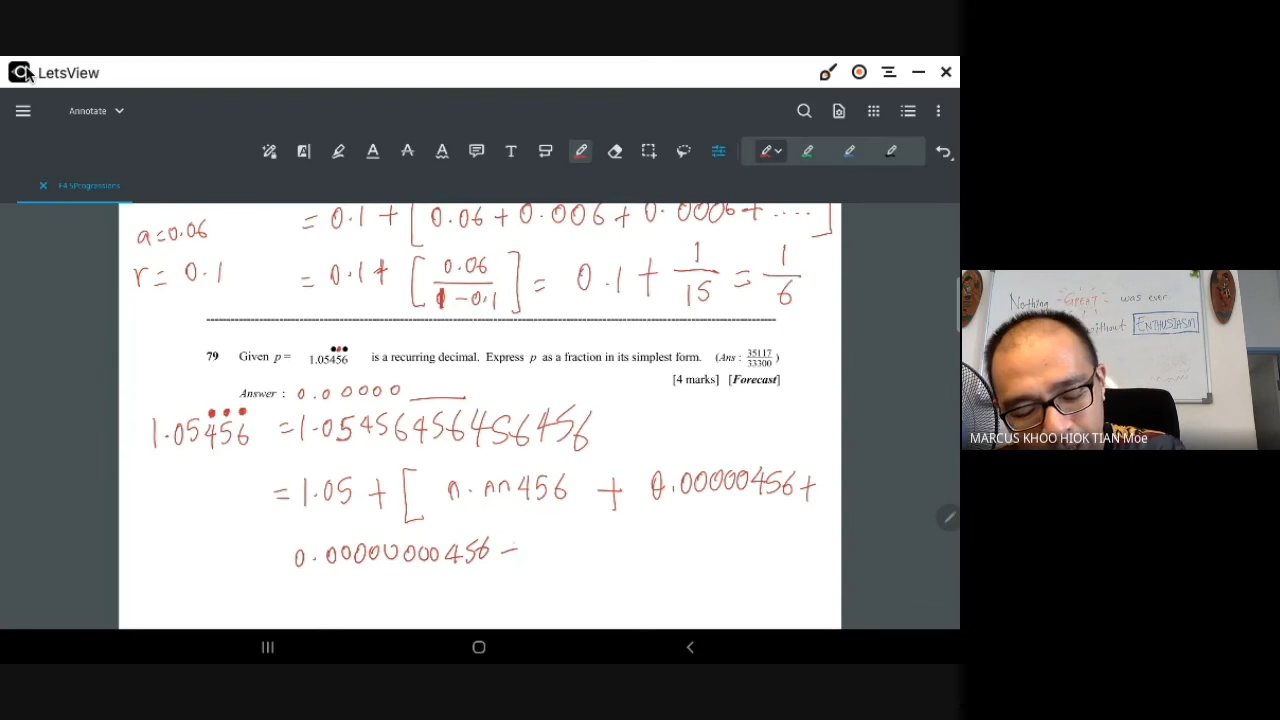 LetsView
Annotate
F4 5Progressions
a=0.06
= 0.1 + [ 0.06 + 0.006 + 0.0006 + .... ]
r = 0.1
= 0.1 + [ 0.06 / 1 - 0.1 ] = 0.1 + 1/15 = 1/6
79 Given p = 1.05456 is a recurring decimal. Express p as a fraction in its simplest form. (Ans : 35117/33300)
[4 marks] [Forecast]
Answer : 0.00000
1.05456 = 1.05456456456456
= 1.05 + [ 0.00456 + 0.00000456 +
0.00000000456 -
Nothing GREAT was ever
without ENTHUSIASM
MARCUS KHOO HIOK TIAN Moe